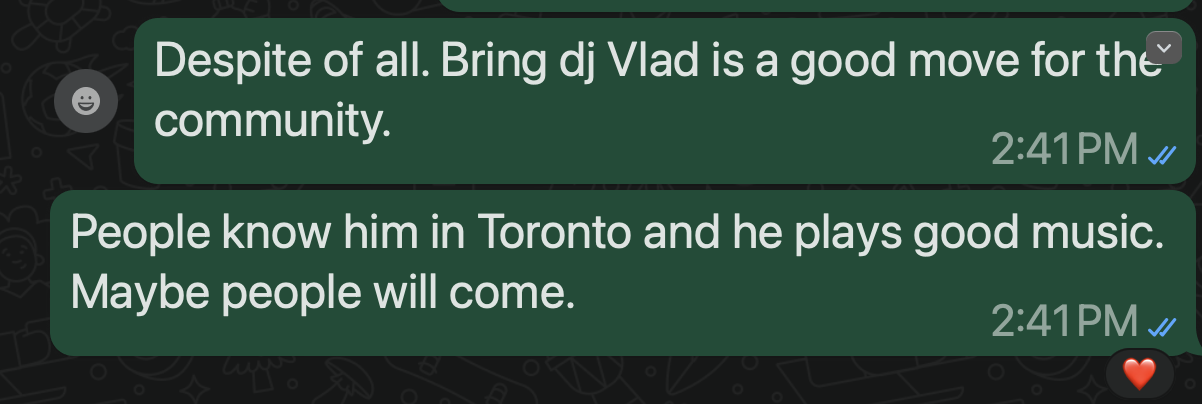 Despite of all. Bring dj Vlad is a good move for the
community.
2:41 PM
People know him in Toronto and he plays good music.
Maybe people will come.
2:41 PM